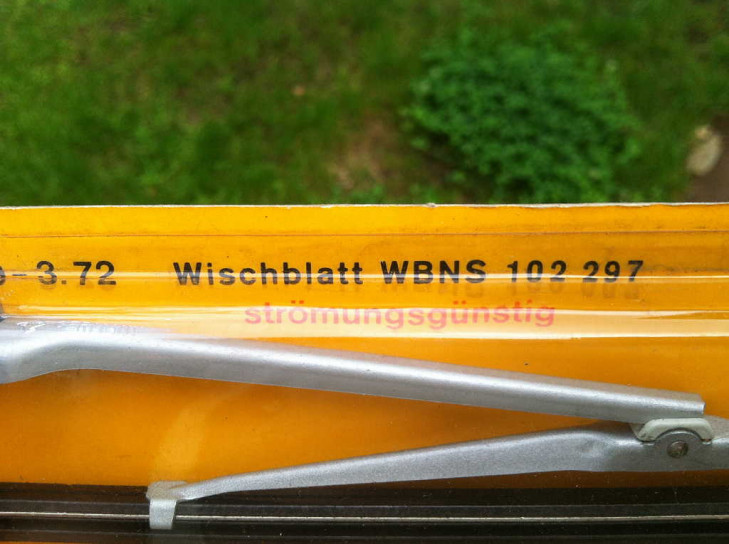 -3.72 Wischblatt WBNS 102 297
strömungsgünstig